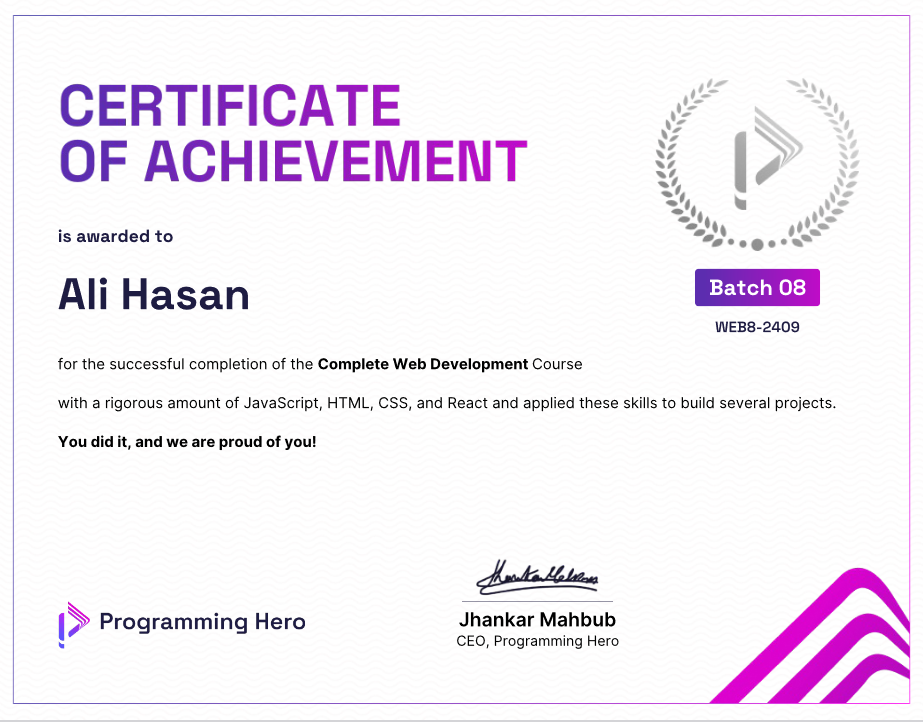 CERTIFICATE
OF ACHIEVEMENT
is awarded to
Ali Hasan
Batch 08
WEB8-2409
for the successful completion of the Complete Web Development Course
with a rigorous amount of JavaScript, HTML, CSS, and React and applied these skills to build several projects.
You did it, and we are proud of you!
Programming Hero
Jhankar Mahbub
CEO, Programming Hero